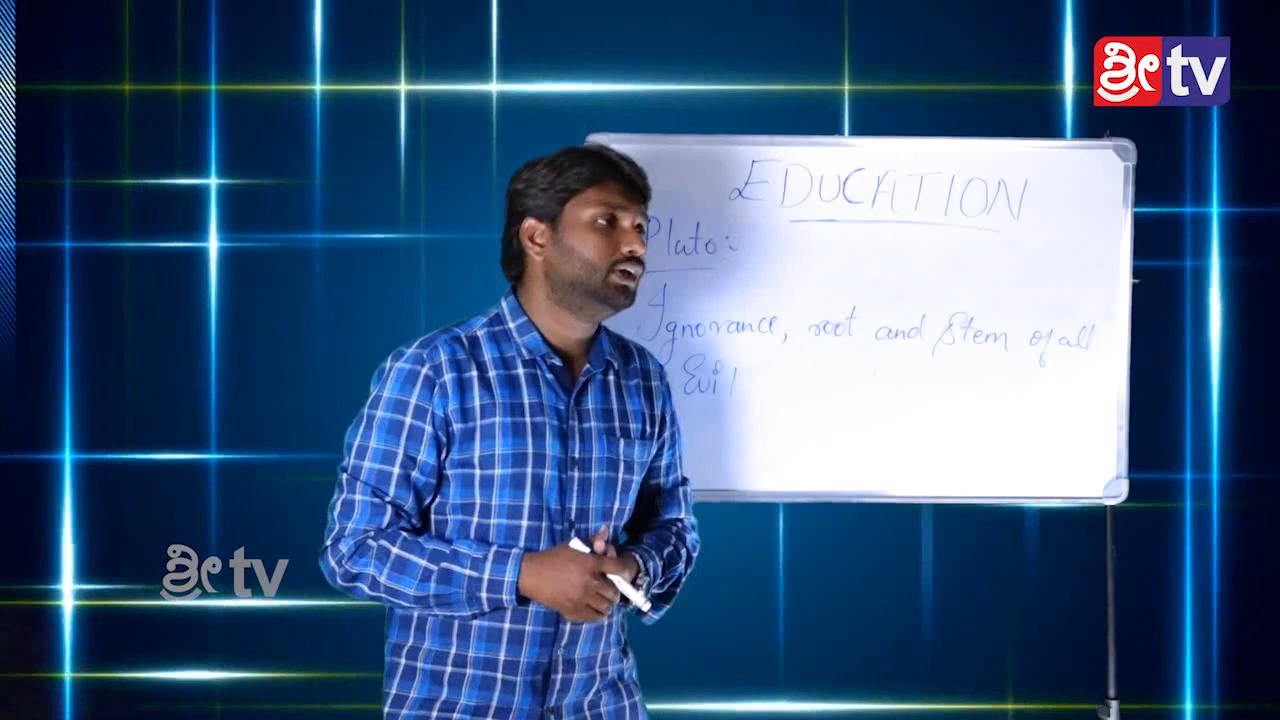 శ్రీtv
EDUCATION
Plato:-
Ignorance, root and Stem of all
Evil
శ్రీtv